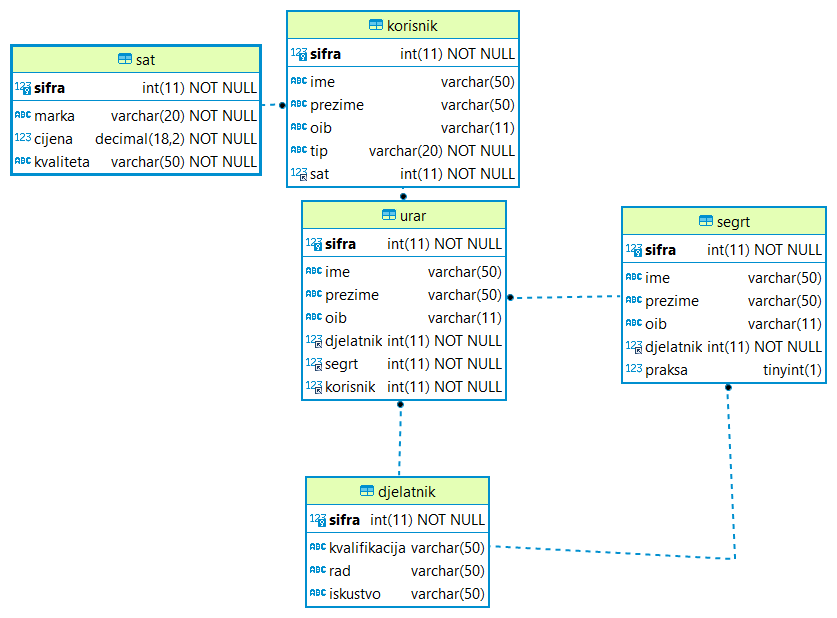 sat
sifra int(11) NOT NULL
marka varchar(20) NOT NULL
cijena decimal(18,2) NOT NULL
kvaliteta varchar(50) NOT NULL
korisnik
sifra int(11) NOT NULL
ime varchar(50)
prezime varchar(50)
oib varchar(11)
tip varchar(20) NOT NULL
sat int(11) NOT NULL
urar
sifra int(11) NOT NULL
ime varchar(50)
prezime varchar(50)
oib varchar(11)
djelatnik int(11) NOT NULL
segrt int(11) NOT NULL
korisnik int(11) NOT NULL
segrt
sifra int(11) NOT NULL
ime varchar(50)
prezime varchar(50)
oib varchar(11)
djelatnik int(11) NOT NULL
praksa tinyint(1)
djelatnik
sifra int(11) NOT NULL
kvalifikacija varchar(50)
rad varchar(50)
iskustvo varchar(50)